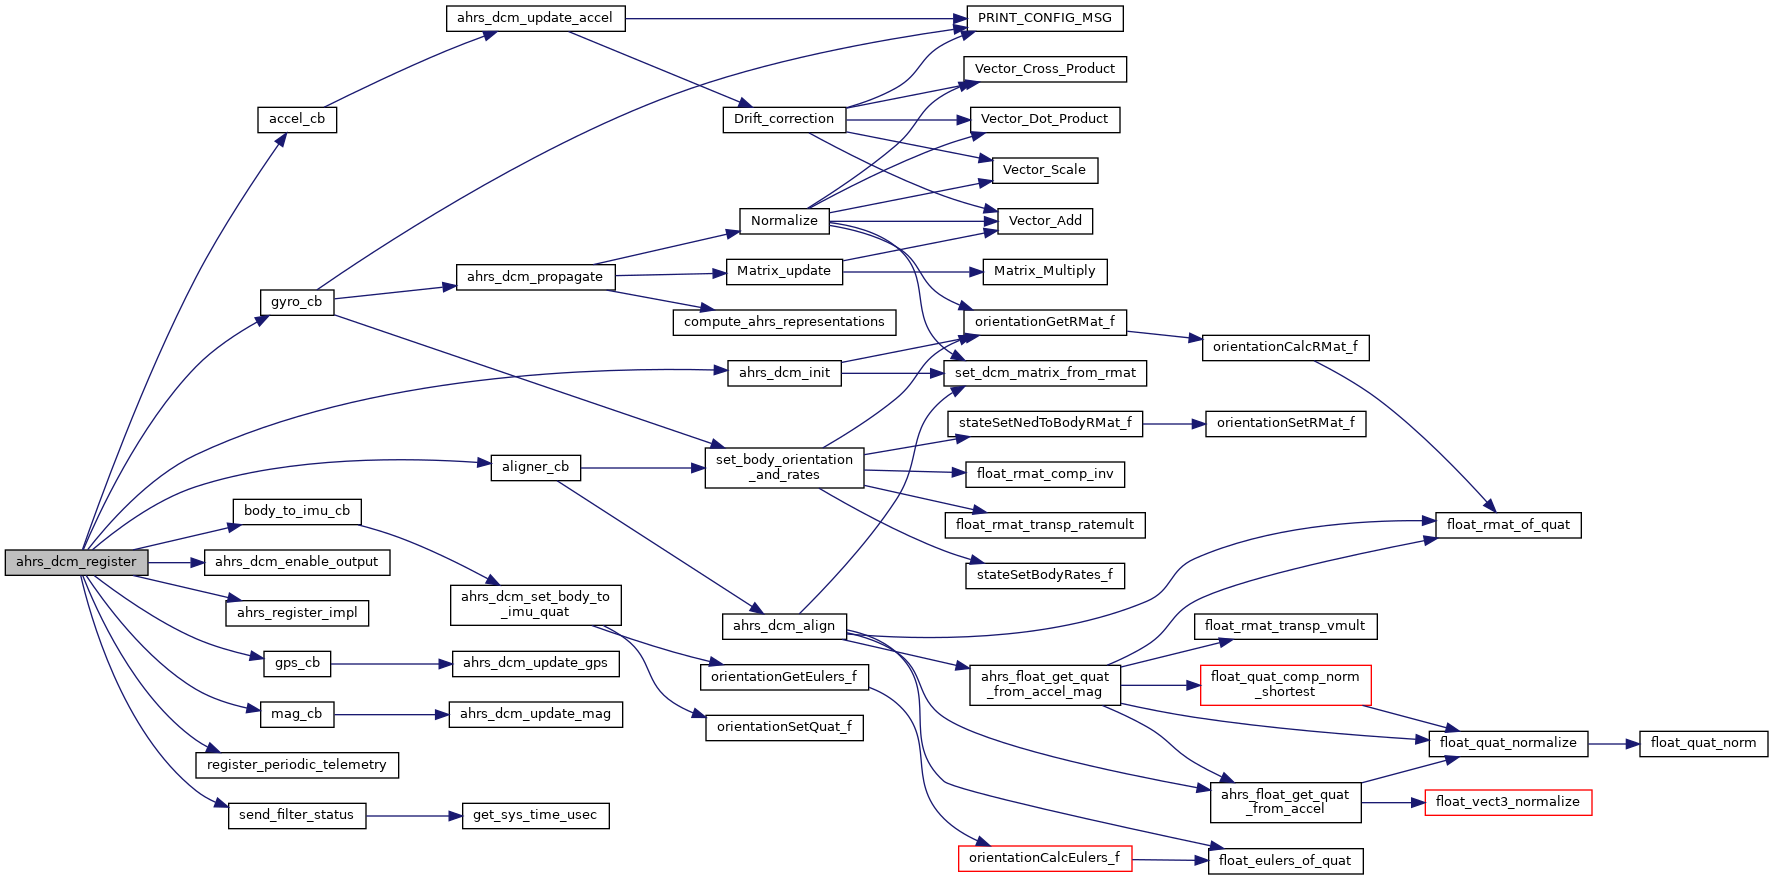 ahrs_dcm_register
accel_cb
gyro_cb
body_to_imu_cb
ahrs_dcm_enable_output
ahrs_register_impl
gps_cb
mag_cb
register_periodic_telemetry
send_filter_status
ahrs_dcm_update_accel
ahrs_dcm_propagate
aligner_cb
ahrs_dcm_set_body_to
_imu_quat
ahrs_dcm_update_gps
ahrs_dcm_update_mag
get_sys_time_usec
Drift_correction
Normalize
Matrix_update
compute_ahrs_representations
ahrs_dcm_init
set_body_orientation
_and_rates
ahrs_dcm_align
orientationGetEulers_f
orientationSetQuat_f
PRINT_CONFIG_MSG
Vector_Cross_Product
Vector_Dot_Product
Vector_Scale
Vector_Add
Matrix_Multiply
orientationGetRMat_f
set_dcm_matrix_from_rmat
stateSetNedToBodyRMat_f
float_rmat_comp_inv
float_rmat_transp_ratemult
stateSetBodyRates_f
ahrs_float_get_quat
_from_accel_mag
orientationCalcEulers_f
orientationCalcRMat_f
orientationSetRMat_f
float_rmat_transp_vmult
float_quat_comp_norm
_shortest
ahrs_float_get_quat
_from_accel
float_eulers_of_quat
float_rmat_of_quat
float_quat_normalize
float_vect3_normalize
float_quat_norm